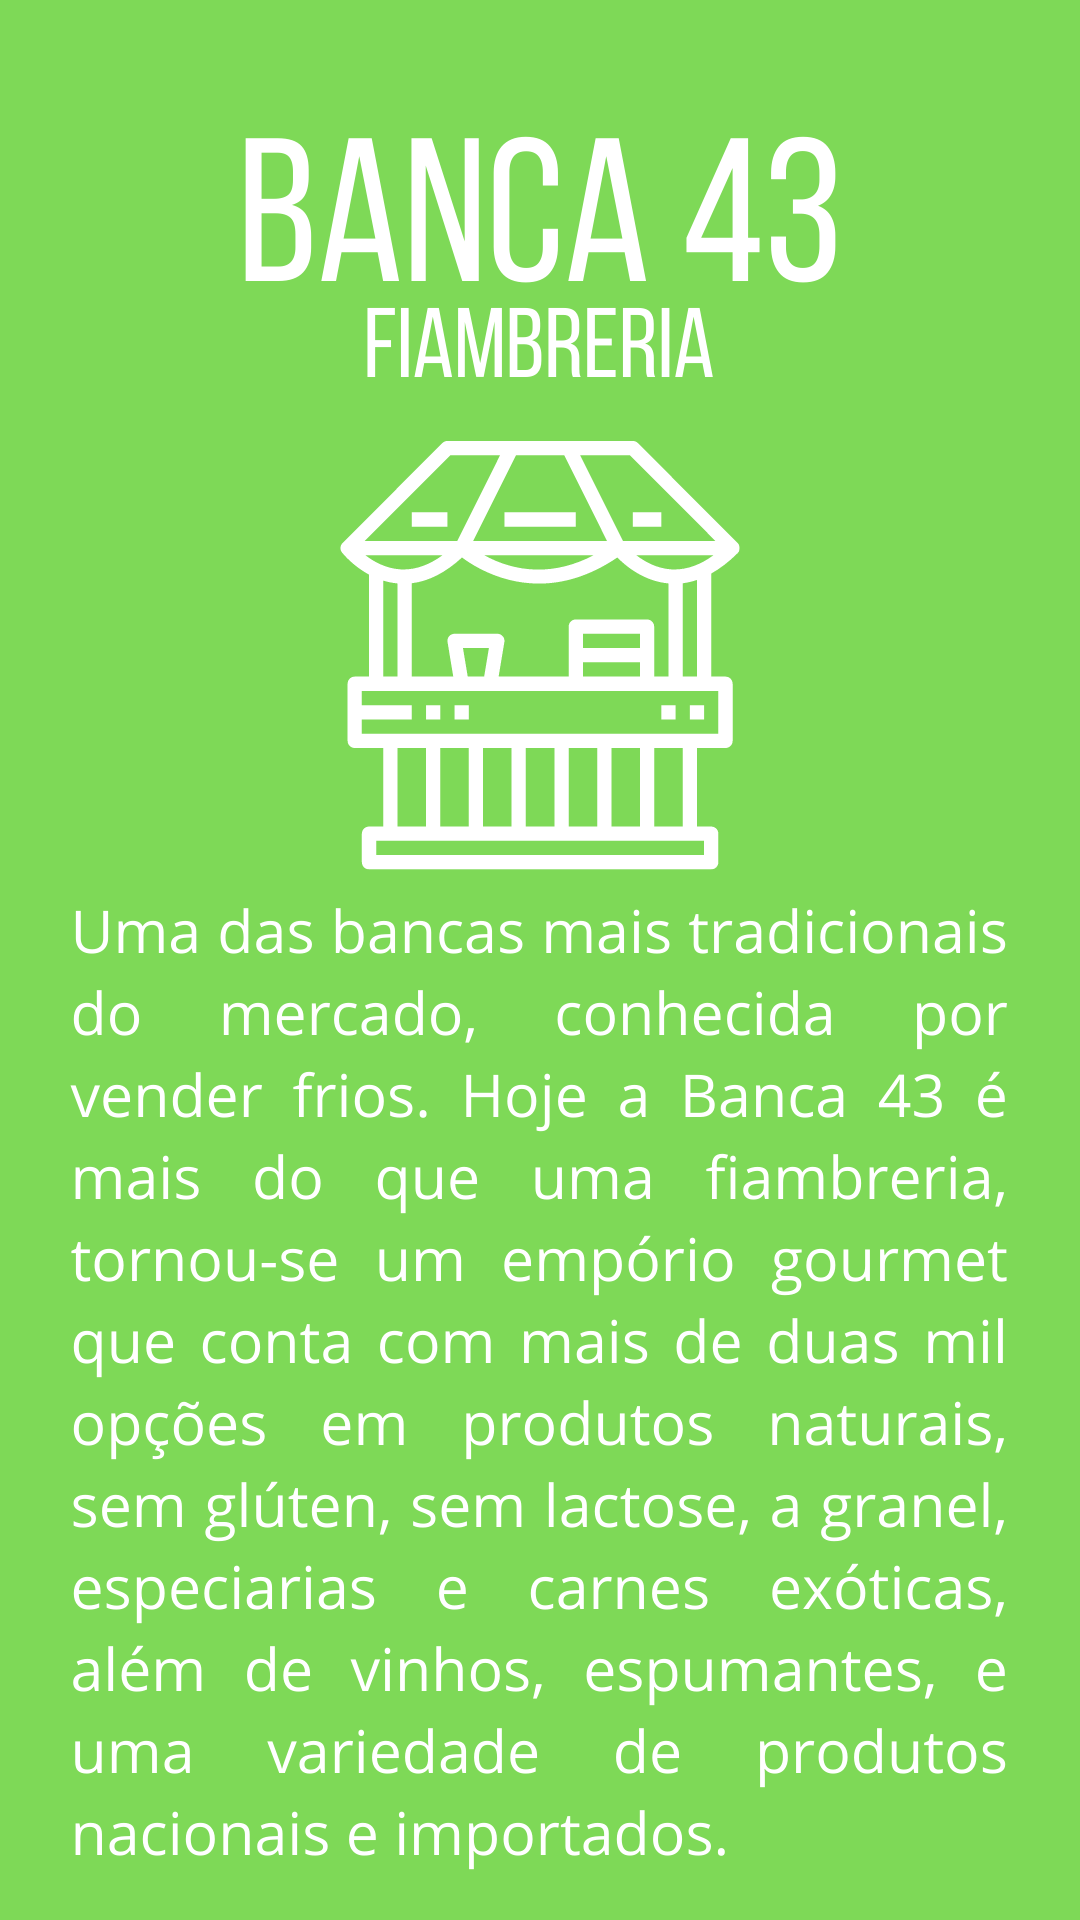 BANCA 43
FIAMBRERIA
Uma das bancas mais tradicionais
do mercado, conhecida por
vender frios. Hoje a Banca 43 é
mais do que uma fiambreria,
tornou-se um empório gourmet
que conta com mais de duas mil
opções em produtos naturais,
sem glúten, sem lactose, a granel,
especiarias e carnes exóticas,
além de vinhos, espumantes, e
uma variedade de produtos
nacionais e importados.